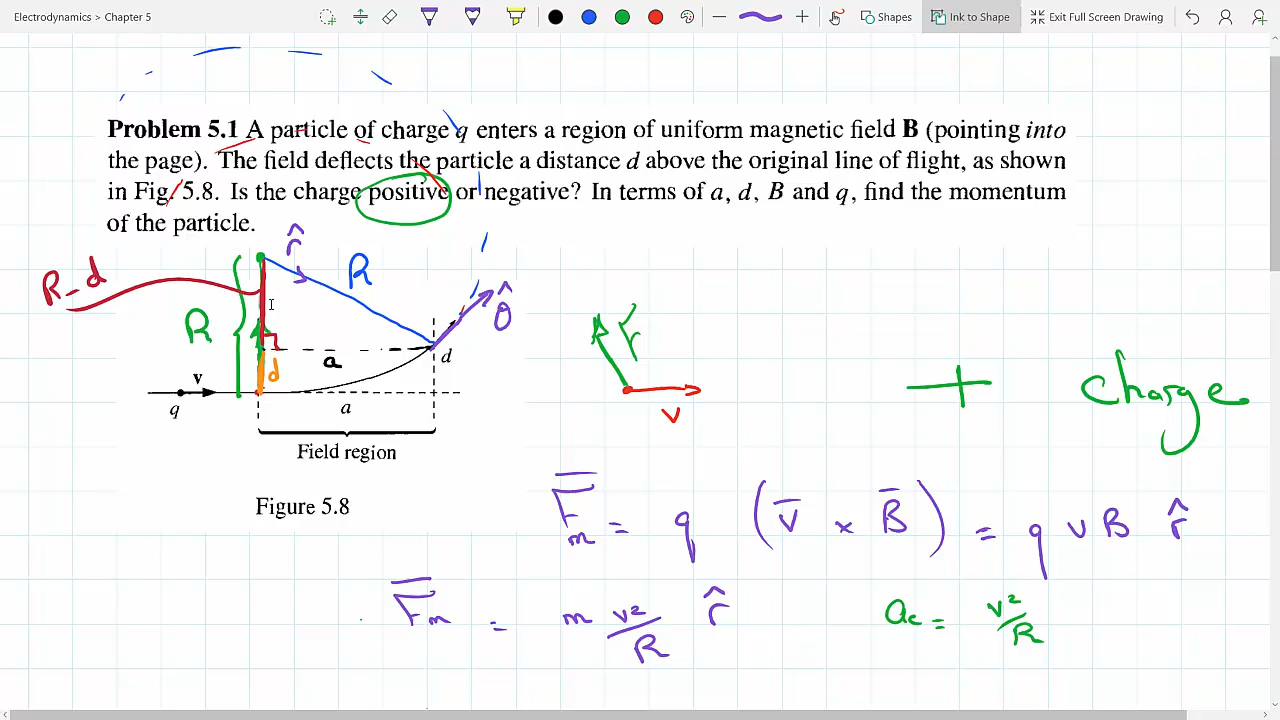 Electrodynamics > Chapter 5
Shapes
Ink to Shape
Exit Full Screen Drawing
Problem 5.1 A particle of charge q enters a region of uniform magnetic field B (pointing into
the page). The field deflects the particle a distance d above the original line of flight, as shown
in Fig. 5.8. Is the charge positive or negative? In terms of a, d, B and q, find the momentum
of the particle.
r̂
R - d
R
θ̂
R
a
d
d
v
q
a
Field region
Figure 5.8
F
v
+ charge
F̅m = q (v̅ × B̅) = q v B r̂
F̅m = m v²/R r̂
ac = v²/R